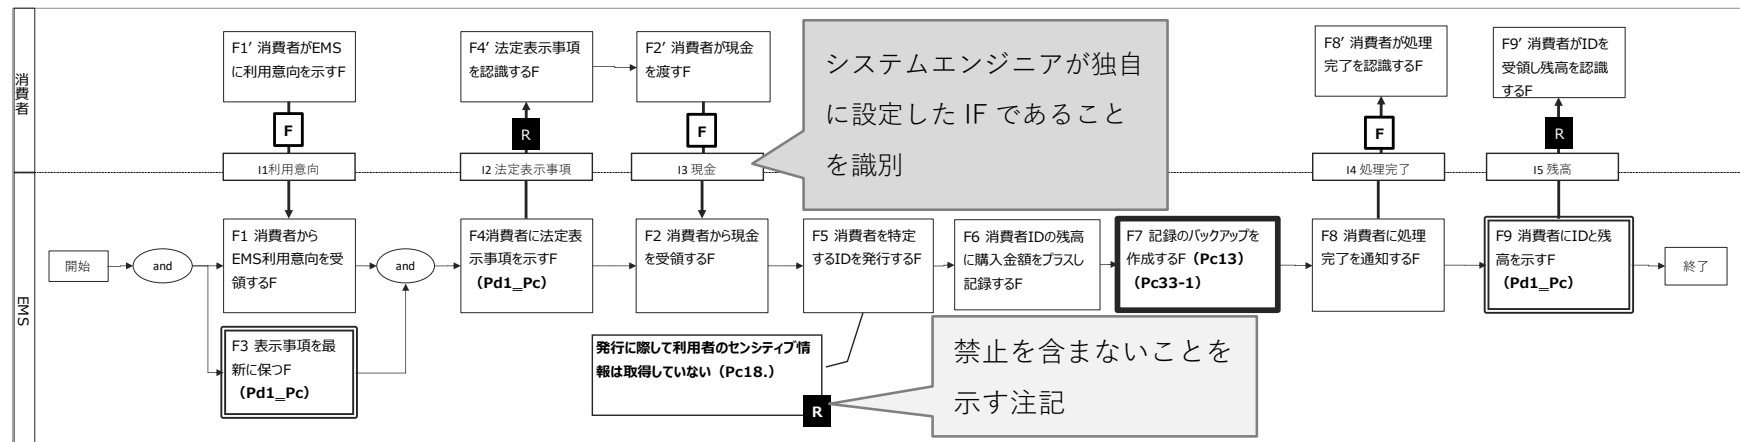 消費者
F1’ 消費者がEMS
に利用意向を示すF
F
I1利用意向
F4’ 法定表示事項
を認識するF
R
I2 法定表示事項
F2’ 消費者が現金
を渡すF
F
I3 現金
システムエンジニアが独自
に設定した IF であること
を識別
F8’ 消費者が処理
完了を認識するF
F
I4 処理完了
F9’ 消費者がIDを
受領し残高を認識
するF
R
I5 残高
EMS
開始
and
F1 消費者から
EMS利用意向を受
領するF
F3 表示事項を最
新に保つF
（Pd1_Pc）
and
F4消費者に法定表
示事項を示すF
（Pd1_Pc）
F2 消費者から現金
を受領するF
F5 消費者を特定
するIDを発行するF
発行に際して利用者のセンシティブ情
報は取得していない（Pc18.）
R
禁止を含まないことを
示す注記
F6 消費者IDの残高
に購入金額をプラスし
記録するF
F7 記録のバックアップを
作成するF（Pc13）
（Pc33-1）
F8 消費者に処理
完了を通知するF
F9 消費者にIDと残
高を示すF
（Pd1_Pc）
終了